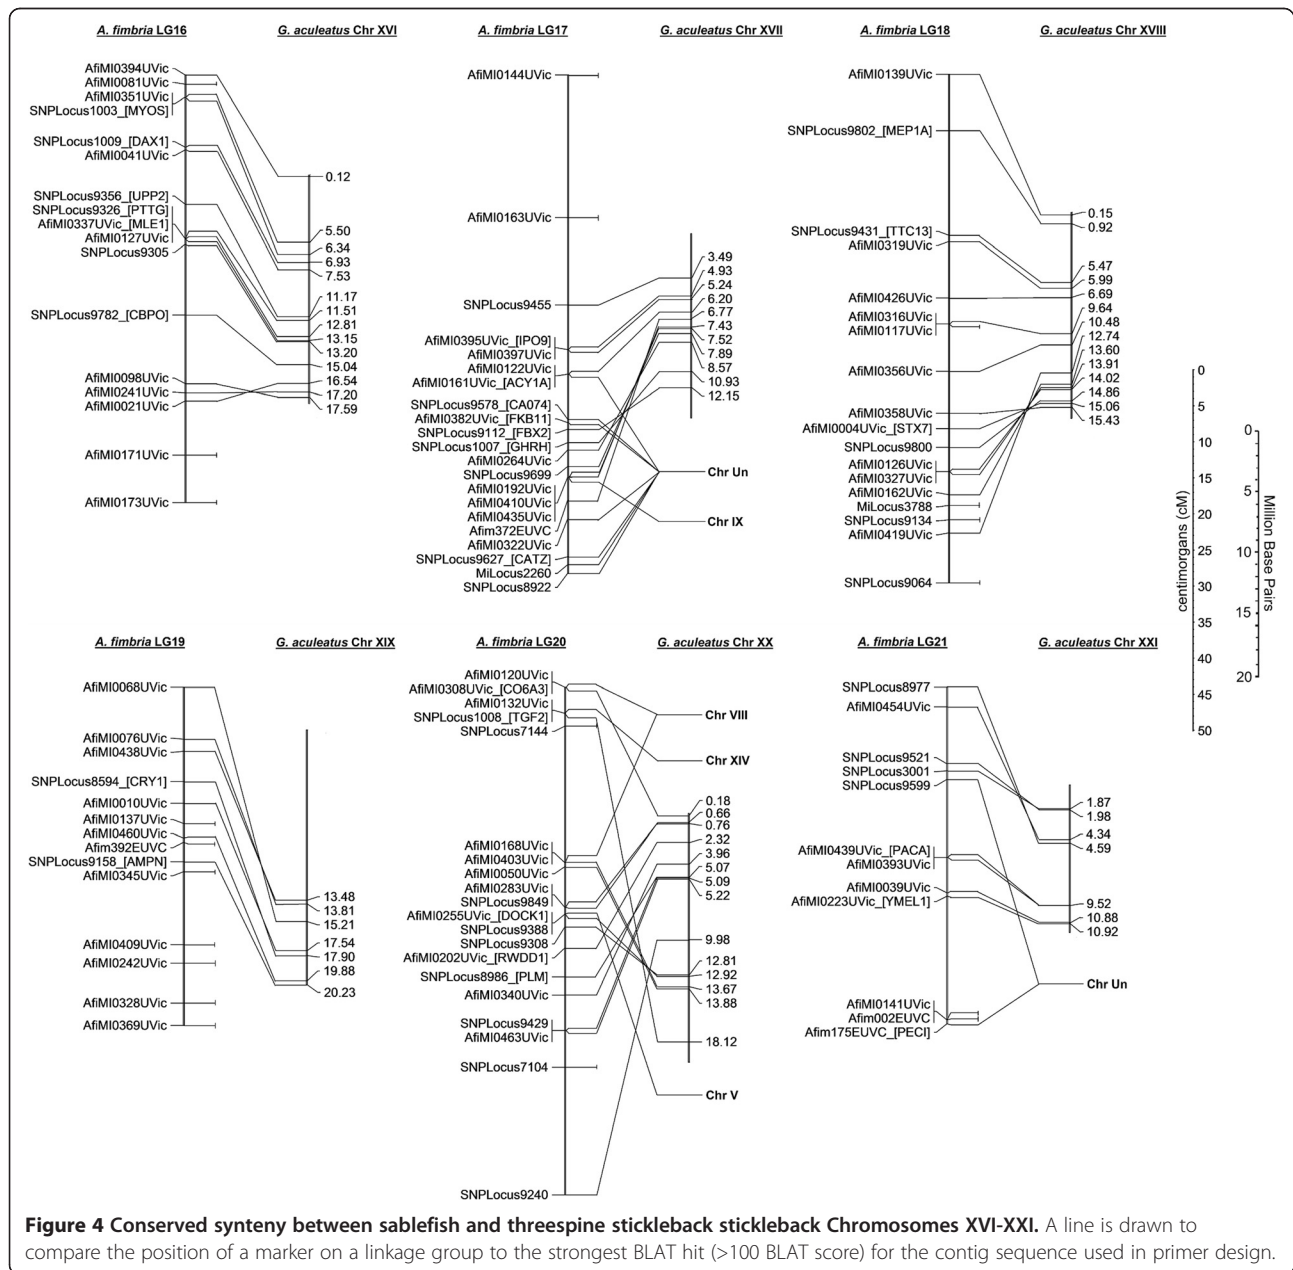 A. fimbria LG16
G. aculeatus Chr XVI
AfiMI0394UVic
AfiMI0081UVic
AfiMI0351UVic
SNPLocus1003_[MYOS]
SNPLocus1009_[DAX1]
AfiMI0041UVic
SNPLocus9356_[UPP2]
SNPLocus9326_[PTTG]
AfiMI0337UVic_[MLE1]
AfiMI0127UVic
SNPLocus9305
SNPLocus9782_[CBPO]
AfiMI0098UVic
AfiMI0241UVic
AfiMI0021UVic
AfiMI0171UVic
AfiMI0173UVic
0.12
5.50
6.34
6.93
7.53
11.17
11.51
12.81
13.15
13.20
15.04
16.54
17.20
17.59
A. fimbria LG17
G. aculeatus Chr XVII
AfiMI0144UVic
AfiMI0163UVic
SNPLocus9455
AfiMI0395UVic_[IPO9]
AfiMI0397UVic
AfiMI0122UVic
AfiMI0161UVic_[ACY1A]
SNPLocus9578_[CA074]
AfiMI0382UVic_[FKB11]
SNPLocus9112_[FBX2]
SNPLocus1007_[GHRH]
AfiMI0264UVic
SNPLocus9699
AfiMI0192UVic
AfiMI0410UVic
AfiMI0435UVic
Afim372EUVC
AfiMI0322UVic
SNPLocus9627_[CATZ]
MiLocus2260
SNPLocus8922
3.49
4.93
5.24
6.20
6.77
7.43
7.52
7.89
8.57
10.93
12.15
Chr Un
Chr IX
A. fimbria LG18
G. aculeatus Chr XVIII
AfiMI0139UVic
SNPLocus9802_[MEP1A]
SNPLocus9431_[TTC13]
AfiMI0319UVic
AfiMI0426UVic
AfiMI0316UVic
AfiMI0117UVic
AfiMI0356UVic
AfiMI0358UVic
AfiMI0004UVic_[STX7]
SNPLocus9800
AfiMI0126UVic
AfiMI0327UVic
AfiMI0162UVic
MiLocus3788
SNPLocus9134
AfiMI0419UVic
SNPLocus9064
0.15
0.92
5.47
5.99
6.69
9.64
10.48
12.74
13.60
13.91
14.02
14.86
15.06
15.43
centimorgans (cM)
0
5
10
15
20
25
30
35
40
45
50
Million Base Pairs
0
5
10
15
20
A. fimbria LG19
G. aculeatus Chr XIX
AfiMI0068UVic
AfiMI0076UVic
AfiMI0438UVic
SNPLocus8594_[CRY1]
AfiMI0010UVic
AfiMI0137UVic
AfiMI0460UVic
Afim392EUVC
SNPLocus9158_[AMPN]
AfiMI0345UVic
AfiMI0409UVic
AfiMI0242UVic
AfiMI0328UVic
AfiMI0369UVic
13.48
13.81
15.21
17.54
17.90
19.88
20.23
A. fimbria LG20
G. aculeatus Chr XX
AfiMI0120UVic
AfiMI0308UVic_[CO6A3]
AfiMI0132UVic
SNPLocus1008_[TGF2]
SNPLocus7144
AfiMI0168UVic
AfiMI0403UVic
AfiMI0050UVic
AfiMI0283UVic
SNPLocus9849
AfiMI0255UVic_[DOCK1]
SNPLocus9388
SNPLocus9308
AfiMI0202UVic_[RWDD1]
SNPLocus8986_[PLM]
AfiMI0340UVic
SNPLocus9429
AfiMI0463UVic
SNPLocus7104
SNPLocus9240
Chr VIII
Chr XIV
0.18
0.66
0.76
2.32
3.96
5.07
5.09
5.22
9.98
12.81
12.92
13.67
13.88
18.12
Chr V
A. fimbria LG21
G. aculeatus Chr XXI
SNPLocus8977
AfiMI0454UVic
SNPLocus9521
SNPLocus3001
SNPLocus9599
AfiMI0439UVic_[PACA]
AfiMI0393UVic
AfiMI0039UVic
AfiMI0223UVic_[YMEL1]
AfiMI0141UVic
Afim002EUVC
Afim175EUVC_[PECI]
1.87
1.98
4.34
4.59
9.52
10.88
10.92
Chr Un
Figure 4 Conserved synteny between sablefish and threespine stickleback stickleback Chromosomes XVI-XXI. A line is drawn to
compare the position of a marker on a linkage group to the strongest BLAT hit (>100 BLAT score) for the contig sequence used in primer design.